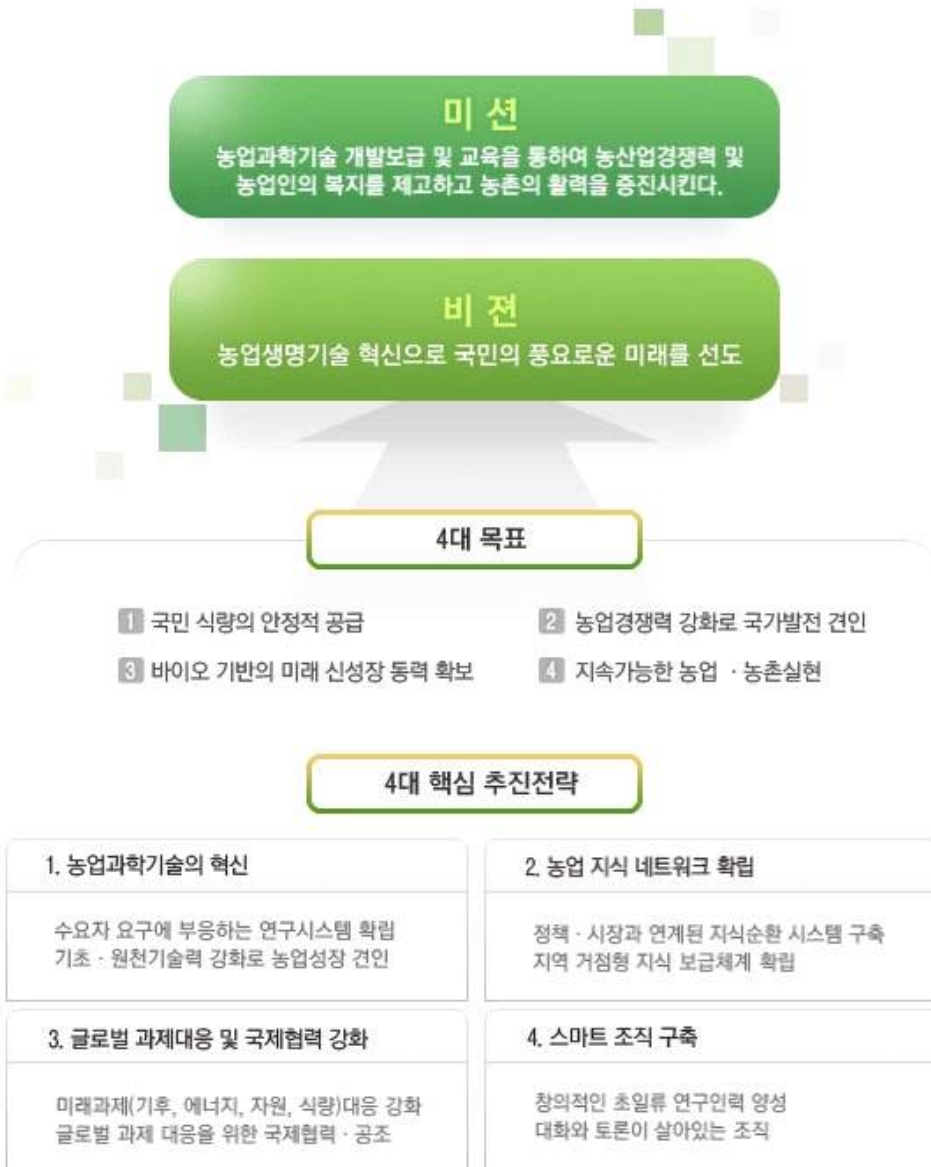 미 션
농업과학기술 개발보급 및 교육을 통하여 농산업경쟁력 및
농업인의 복지를 제고하고 농촌의 활력을 증진시킨다.
비 젼
농업생명기술 혁신으로 국민의 풍요로운 미래를 선도
4대 목표
1 국민 식량의 안정적 공급
2 농업경쟁력 강화로 국가발전 견인
3 바이오 기반의 미래 신성장 동력 확보
4 지속가능한 농업 · 농촌실현
4대 핵심 추진전략
1. 농업과학기술의 혁신
수요자 요구에 부응하는 연구시스템 확립
기초 · 원천기술력 강화로 농업성장 견인
2. 농업 지식 네트워크 확립
정책 · 시장과 연계된 지식순환 시스템 구축
지역 거점형 지식 보급체계 확립
3. 글로벌 과제대응 및 국제협력 강화
미래과제(기후, 에너지, 자원, 식량)대응 강화
글로벌 과제 대응을 위한 국제협력 · 공조
4. 스마트 조직 구축
창의적인 초일류 연구인력 양성
대화와 토론이 살아있는 조직